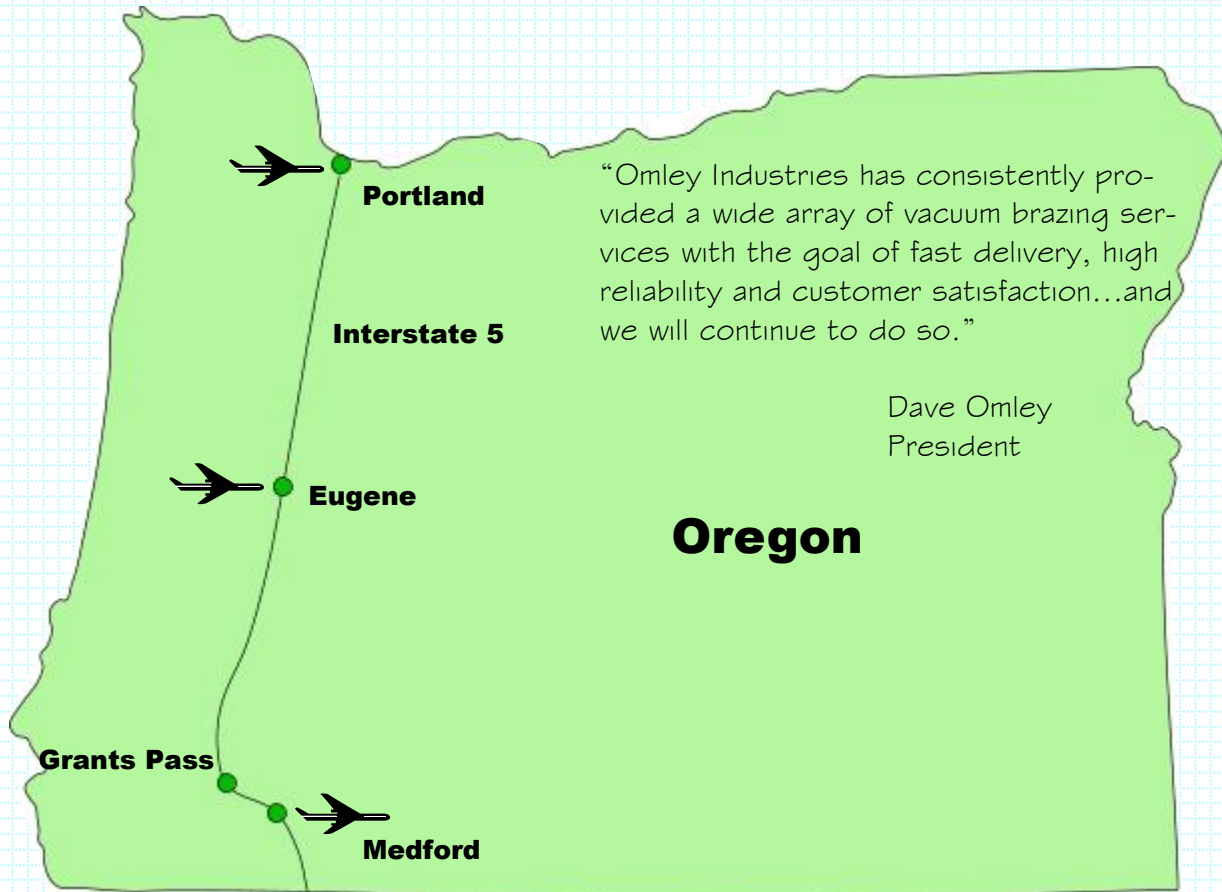 Portland
“Omley Industries has consistently pro-
vided a wide array of vacuum brazing ser-
vices with the goal of fast delivery, high
reliability and customer satisfaction...and
we will continue to do so.”
Interstate 5
Dave Omley
President
Eugene
Oregon
Grants Pass
Medford